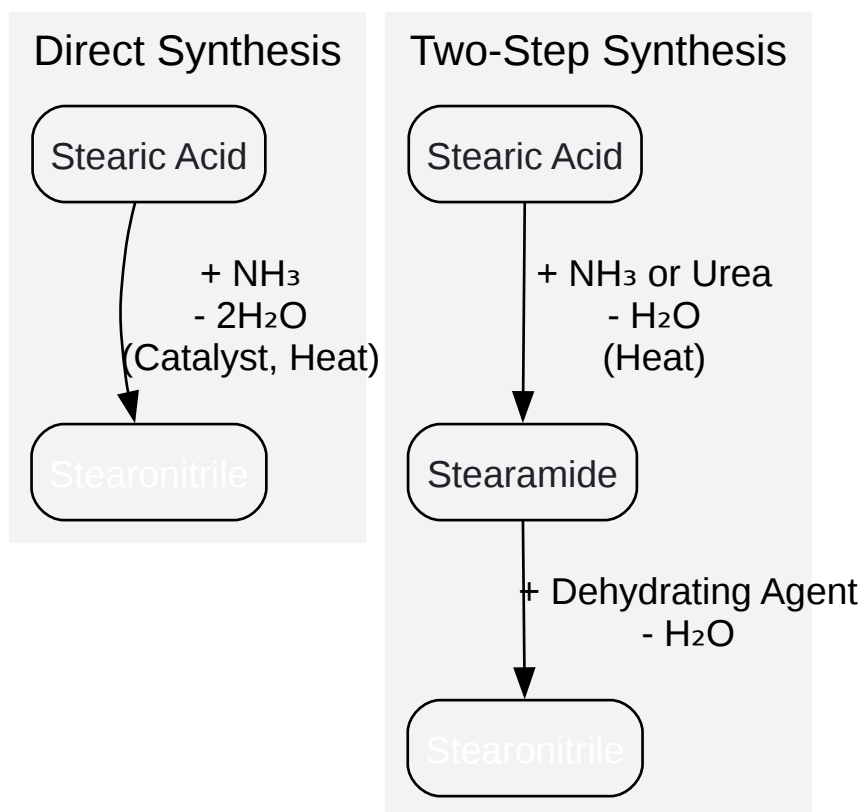 Direct Synthesis
Stearic Acid
+ NH₃
- 2H₂O
(Catalyst, Heat)
Stearonitrile
Two-Step Synthesis
Stearic Acid
+ NH₃ or Urea
- H₂O
(Heat)
Stearamide
+ Dehydrating Agent
- H₂O
Stearonitrile